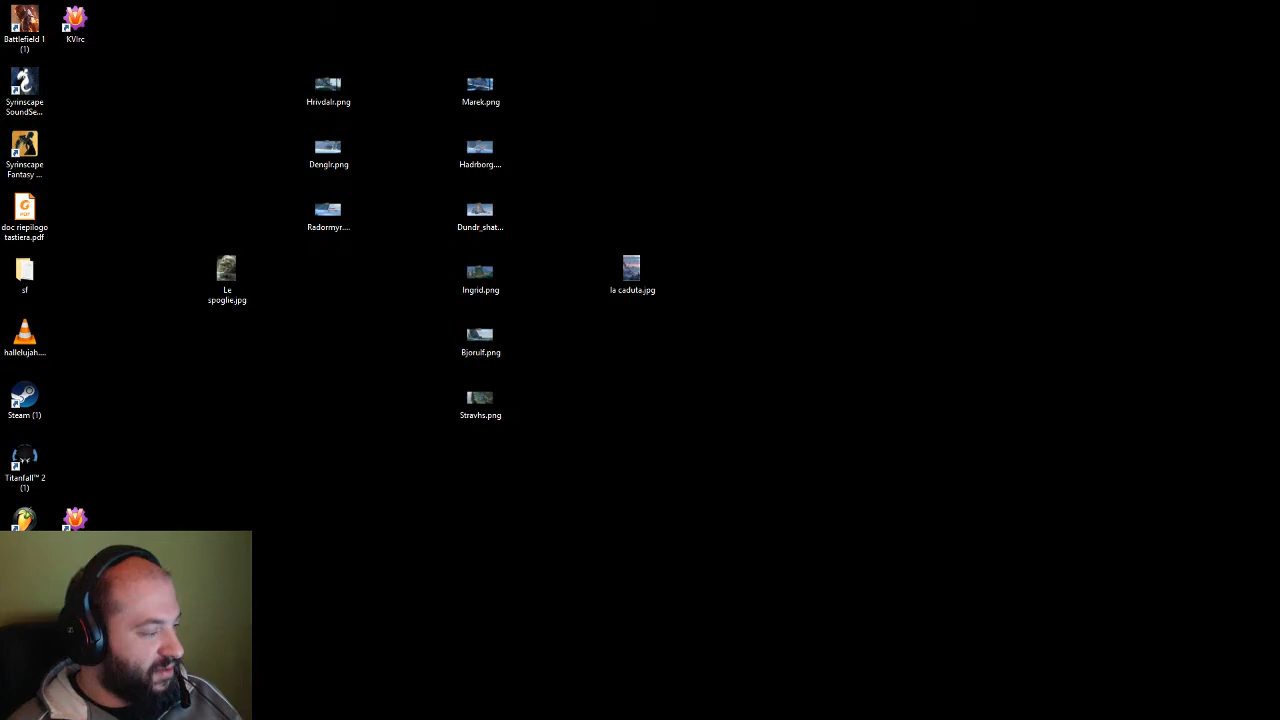 Battlefield 1
(1)
KVIrc
Syrinscape
SoundSe...
Syrinscape
Fantasy ...
doc riepilogo
tastiera.pdf
sf
hallelujah....
Steam (1)
Titanfall™ 2
(1)
Le
spoglie.jpg
Hrivdalr.png
Denglr.png
Radormyr....
Marek.png
Hadrborg....
Dundr_shat...
Ingrid.png
Bjorulf.png
Stravhs.png
la caduta.jpg